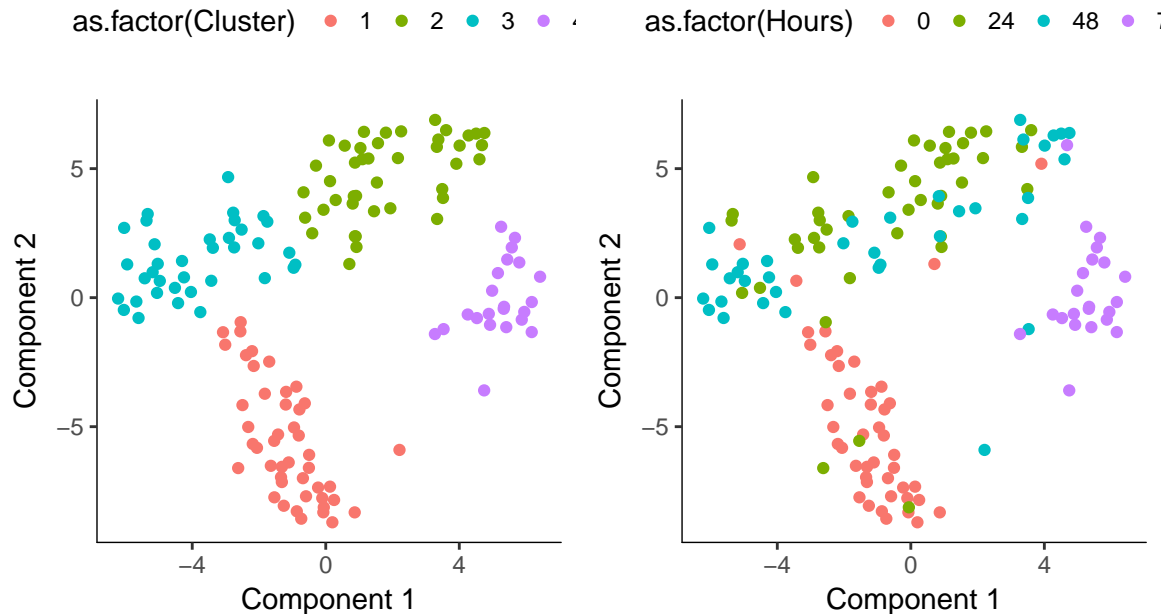 as.factor(Cluster) 1 2 3
as.factor(Hours) 0 24 48
5
0
−5
−4 0 4
Component 1
Component 2
5
0
−5
−4 0 4
Component 1
Component 2